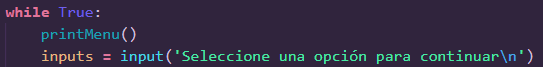 while True:
printMenu()
inputs = input('Seleccione una opción para continuar\n')